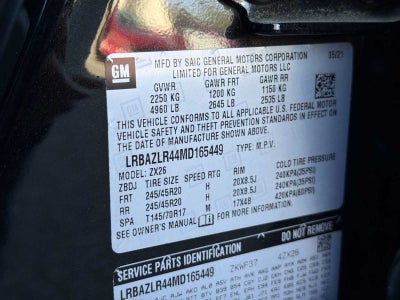 GM
MFD BY SAIC GENERAL MOTORS CORPORATION 05/21
LIMITED FOR GENERAL MOTORS LLC
GVWR GAWR FRT GAWR RR
2250 KG 1200 KG 1150 KG
4960 LB 2645 LB 2535 LB
THIS VEHICLE CONFORMS TO ALL APPLICABLE U.S. FEDERAL MOTOR
VEHICLE SAFETY AND THEFT PREVENTION STANDARDS IN EFFECT ON
THE DATE OF MANUFACTURE SHOWN ABOVE.
LRBAZLR44MD165449 TYPE: M.P.V.
MODEL: ZX26
ZBDJ TIRE SIZE SPEED RTG RIM COLD TIRE PRESSURE
FRT 245/45R20 H 20X8.5J 240KPA(35PSI)
RR 245/45R20 H 20X8.5J 240KPA(35PSI)
SPA T145/70R17 M 17X4B 420KPA(60PSI)
SEE OWNER'S MANUAL FOR MORE INFORMATION.
DO NOT REMOVE
SERVICE PARTS IDENTIFICATION
LRBAZLR44MD165449 ZKWF37 4ZX26